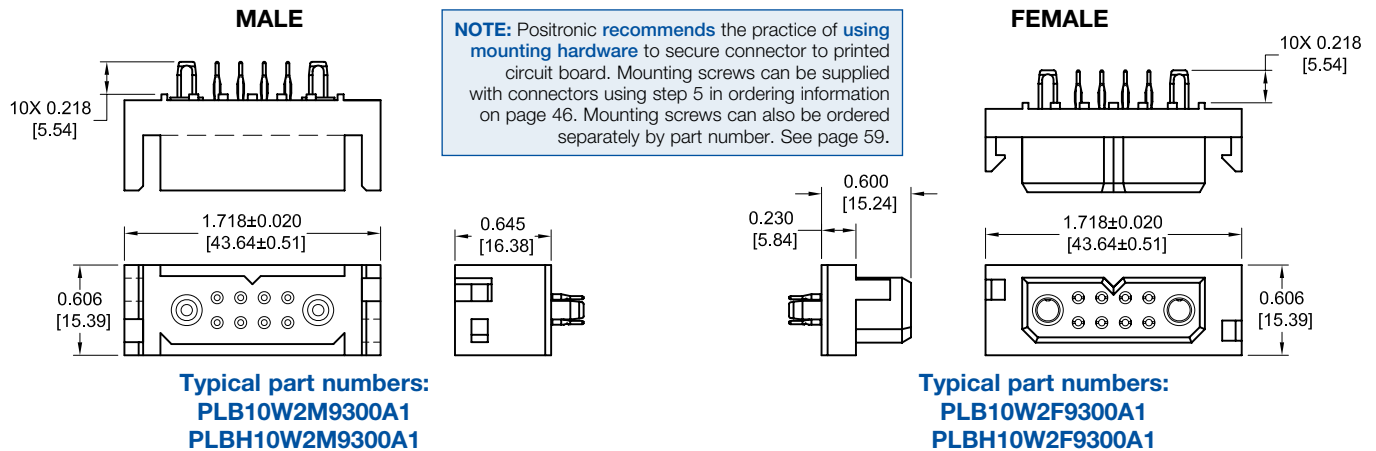 MALE
NOTE: Positronic recommends the practice of using
mounting hardware to secure connector to printed
circuit board. Mounting screws can be supplied
with connectors using step 5 in ordering information
on page 46. Mounting screws can also be ordered
separately by part number. See page 59.
FEMALE
10X 0.218
[5.54]
10X 0.218
[5.54]
1.718±0.020
[43.64±0.51]
0.606
[15.39]
0.645
[16.38]
0.600
[15.24]
0.230
[5.84]
1.718±0.020
[43.64±0.51]
0.606
[15.39]
Typical part numbers:
PLB10W2M9300A1
PLBH10W2M9300A1
Typical part numbers:
PLB10W2F9300A1
PLBH10W2F9300A1